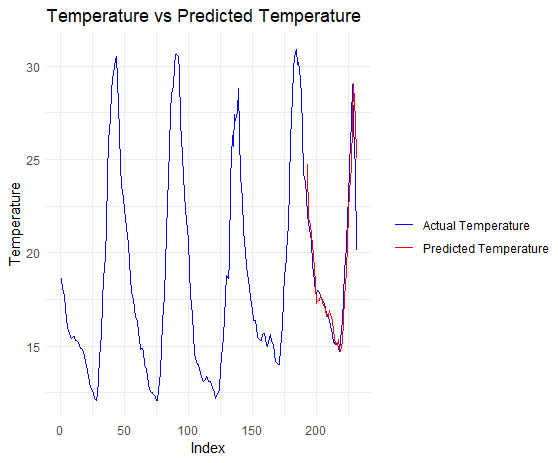 Temperature vs Predicted Temperature
30
25
20
15
Temperature
0
50
100
150
200
Index
Actual Temperature
Predicted Temperature